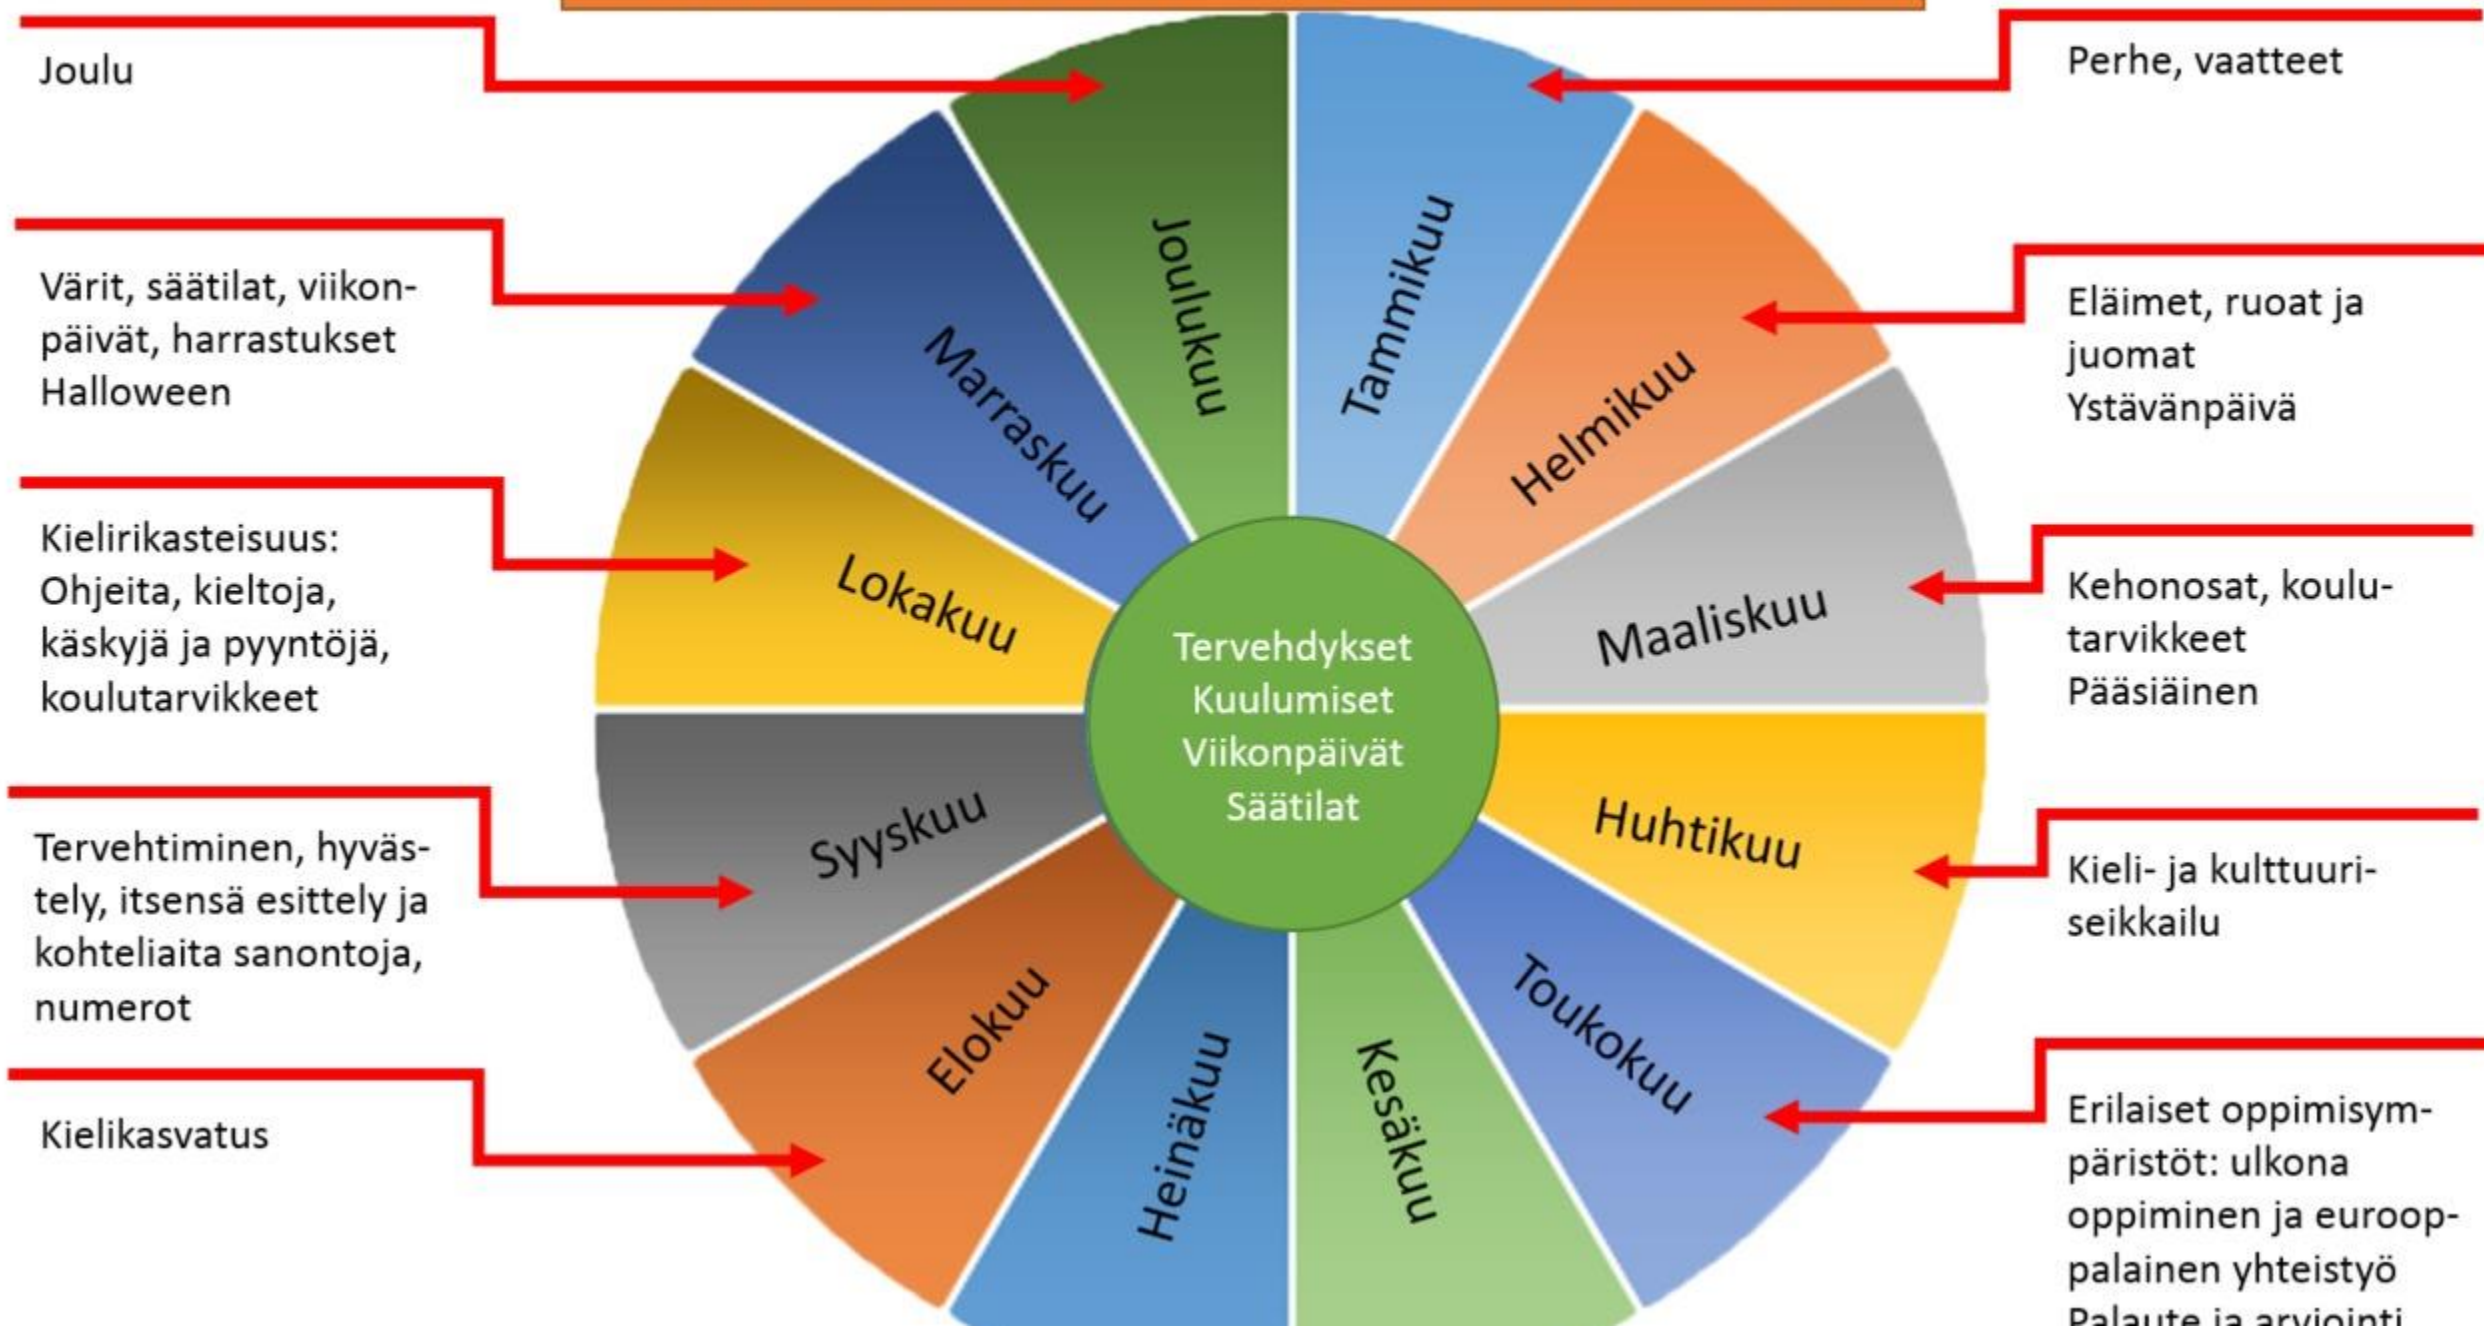 Joulu
Värit, säätilat, viikon-
päivät, harrastukset
Halloween
Kielirikasteisuus:
Ohjeita, kieltoja,
käskyjä ja pyyntöjä,
koulutarvikkeet
Tervehtiminen, hyväs-
tely, itsensä esittely ja
kohteliaita sanontoja,
numerot
Kielikasvatus
Joulukuu
Tammikuu
Marraskuu
Helmikuu
Lokakuu
Maaliskuu
Tervehdykset
Kuulumiset
Viikonpäivät
Säätilat
Syyskuu
Huhtikuu
Elokuu
Toukokuu
Heinäkuu
Kesäkuu
Perhe, vaatteet
Eläimet, ruoat ja
juomat
Ystävänpäivä
Kehonosat, koulu-
tarvikkeet
Pääsiäinen
Kieli- ja kulttuuri-
seikkailu
Erilaiset oppimisym-
päristöt: ulkona
oppiminen ja euroop-
palainen yhteistyö
Palaute ja arviointi